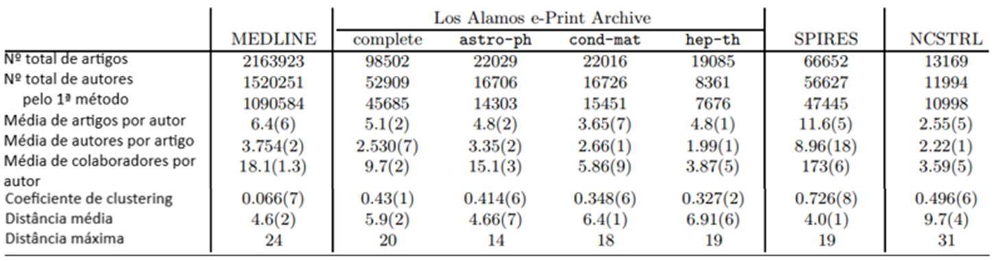 Los Alamos e-Print Archive
MEDLINE complete astro-ph cond-mat hep-th SPIRES NCSTRL
Nº total de artigos 2163923 98502 22029 22016 19085 66652 13169
Nº total de autores 1520251 52909 16706 16726 8361 56627 11994
pelo 1ª método 1090584 45685 14303 15451 7676 47445 10998
Média de artigos por autor 6.4(6) 5.1(2) 4.8(2) 3.65(7) 4.8(1) 11.6(5) 2.55(5)
Média de autores por artigo 3.754(2) 2.530(7) 3.35(2) 2.66(1) 1.99(1) 8.96(18) 2.22(1)
Média de colaboradores por 18.1(1.3) 9.7(2) 15.1(3) 5.86(9) 3.87(5) 173(6) 3.59(5)
autor
Coeficiente de clustering 0.066(7) 0.43(1) 0.414(6) 0.348(6) 0.327(2) 0.726(8) 0.496(6)
Distância média 4.6(2) 5.9(2) 4.66(7) 6.4(1) 6.91(6) 4.0(1) 9.7(4)
Distância máxima 24 20 14 18 19 19 31